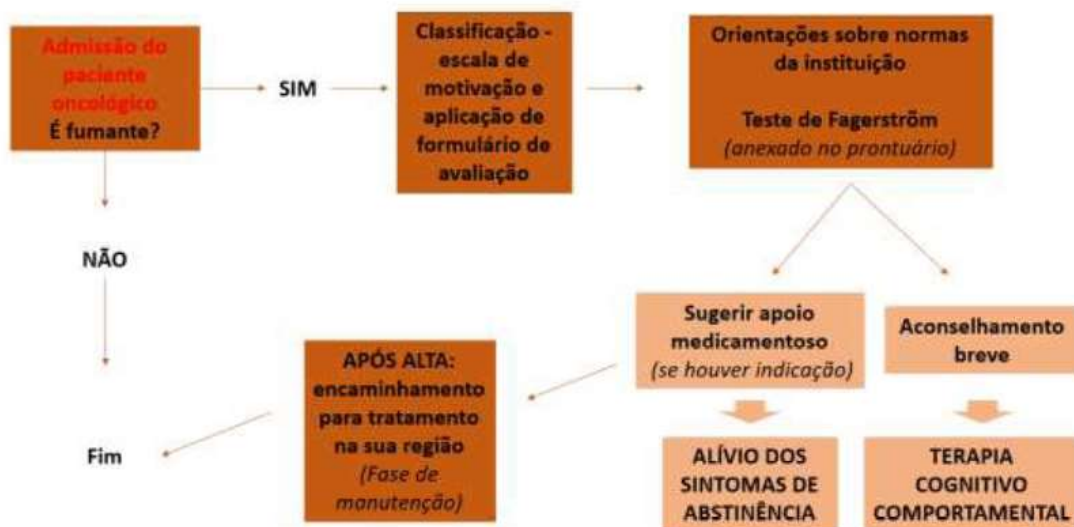 Admissão do
paciente
oncológico
É fumante?
SIM
Classificação -
escala de
motivação e
aplicação de
formulário de
avaliação
Orientações sobre normas
da instituição
Teste de Fagerström
(anexado no prontuário)
NÃO
Fim
Sugerir apoio
medicamentoso
(se houver indicação)
Aconselhamento
breve
APÓS ALTA:
encaminhamento
para tratamento
na sua região
(Fase de
manutenção)
ALÍVIO DOS
SINTOMAS DE
ABSTINÊNCIA
TERAPIA
COGNITIVO
COMPORTAMENTAL